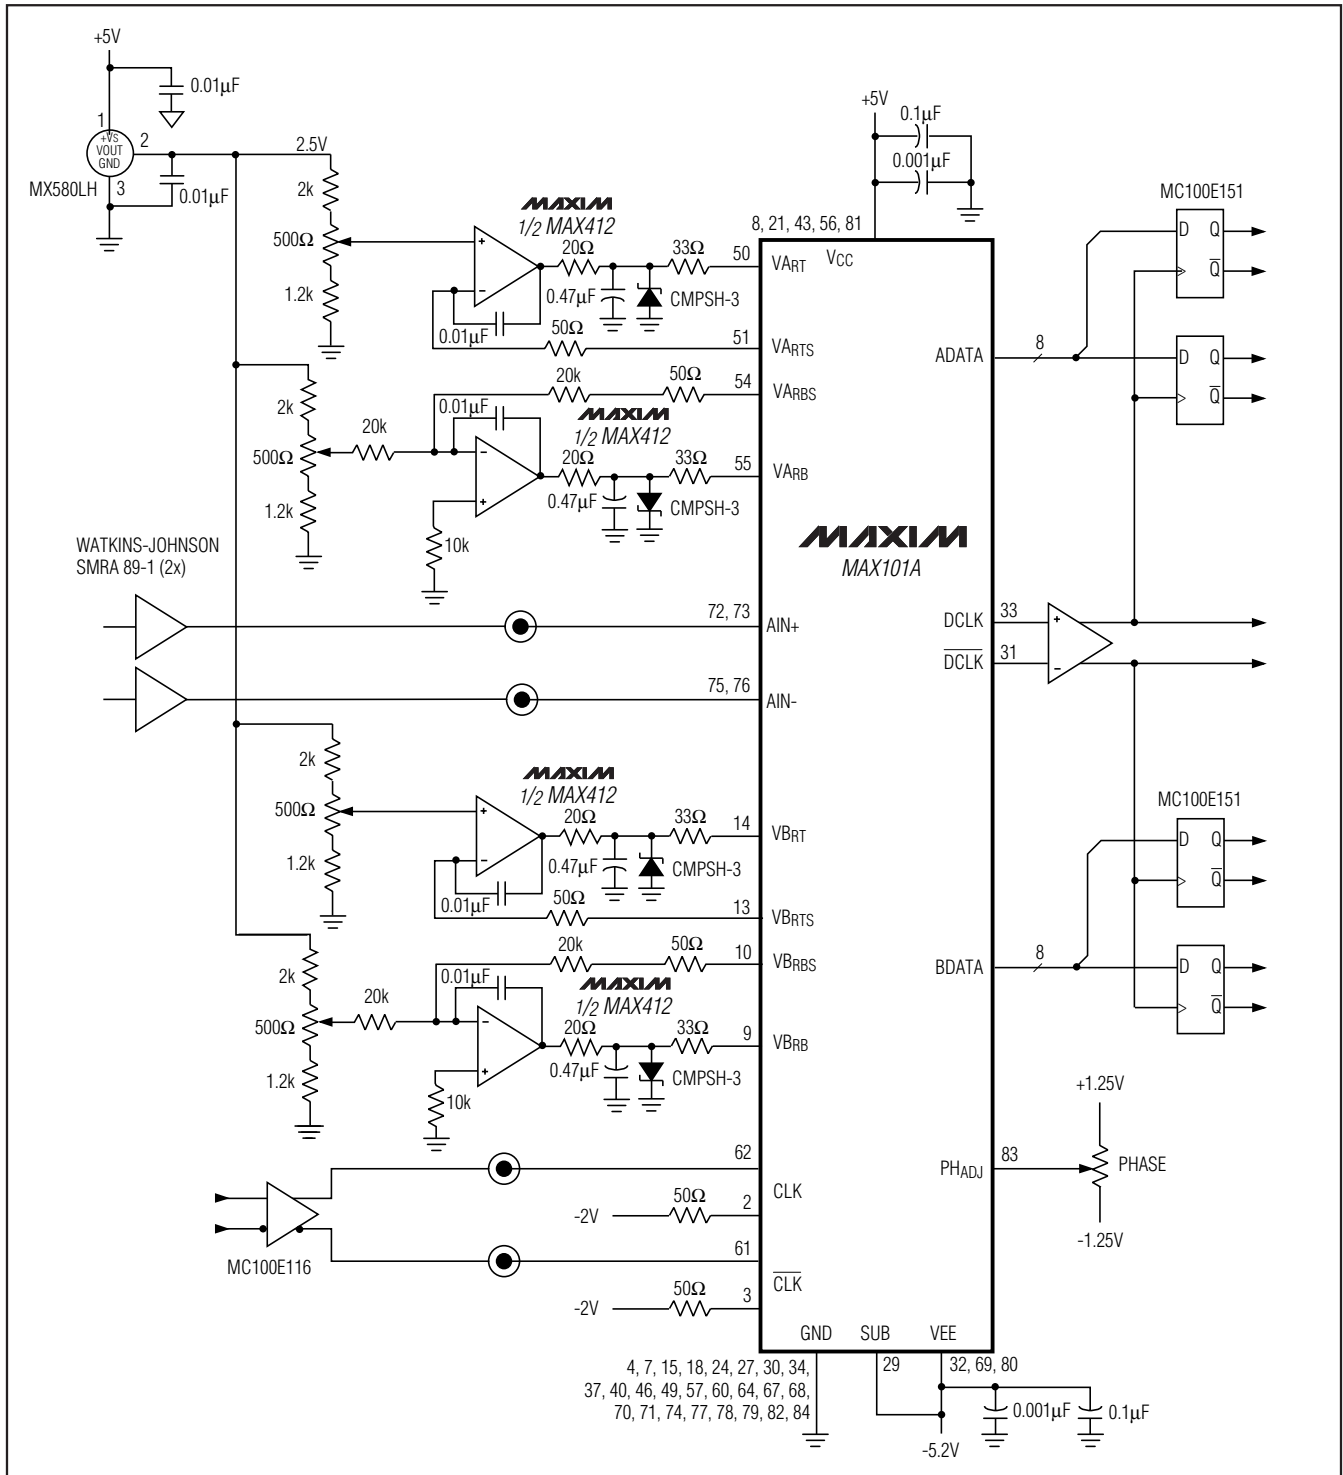 +5V
0.01µF
1
+VS
VOUT
GND
2
2.5V
MX580LH
3
0.01µF
2k
500Ω
1.2k
MAXIM
1/2 MAX412
20Ω
33Ω
50
VART
0.47µF
CMPSH-3
0.01µF
50Ω
51
VARTS
20k
50Ω
54
VARBS
2k
500Ω
1.2k
20k
0.01µF
MAXIM
1/2 MAX412
20Ω
33Ω
55
VARB
0.47µF
CMPSH-3
10k
+
-
+
-
+5V
0.1µF
0.001µF
8, 21, 43, 56, 81
VCC
MC100E151
D Q
Q
ADATA
8
D Q
Q
WATKINS-JOHNSON
SMRA 89-1 (2x)
MAXIM
MAX101A
72, 73
AIN+
75, 76
AIN-
DCLK
33
DCLK
31
+
-
2k
500Ω
1.2k
MAXIM
1/2 MAX412
+
-
20Ω
33Ω
14
VBRT
0.47µF
CMPSH-3
0.01µF
50Ω
13
VBRTS
20k
50Ω
10
VBRBS
2k
500Ω
1.2k
20k
0.01µF
MAXIM
1/2 MAX412
-
+
20Ω
33Ω
9
VBRB
0.47µF
CMPSH-3
10k
MC100E151
D Q
Q
BDATA
8
D Q
Q
+1.25V
PHADJ
83
PHASE
-1.25V
62
CLK
-2V
50Ω
2
61
CLK
MC100E116
-2V
50Ω
3
GND
SUB
VEE
4, 7, 15, 18, 24, 27, 30, 34,
37, 40, 46, 49, 57, 60, 64, 67, 68,
70, 71, 74, 77, 78, 79, 82, 84
29
32, 69, 80
0.001µF
0.1µF
-5.2V